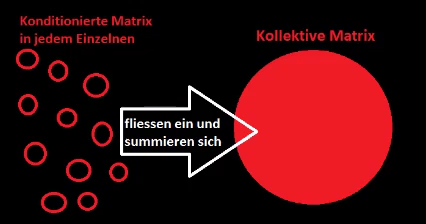 Konditionierte Matrix
in jedem Einzelnen
Kollektive Matrix
fliessen ein und
summieren sich